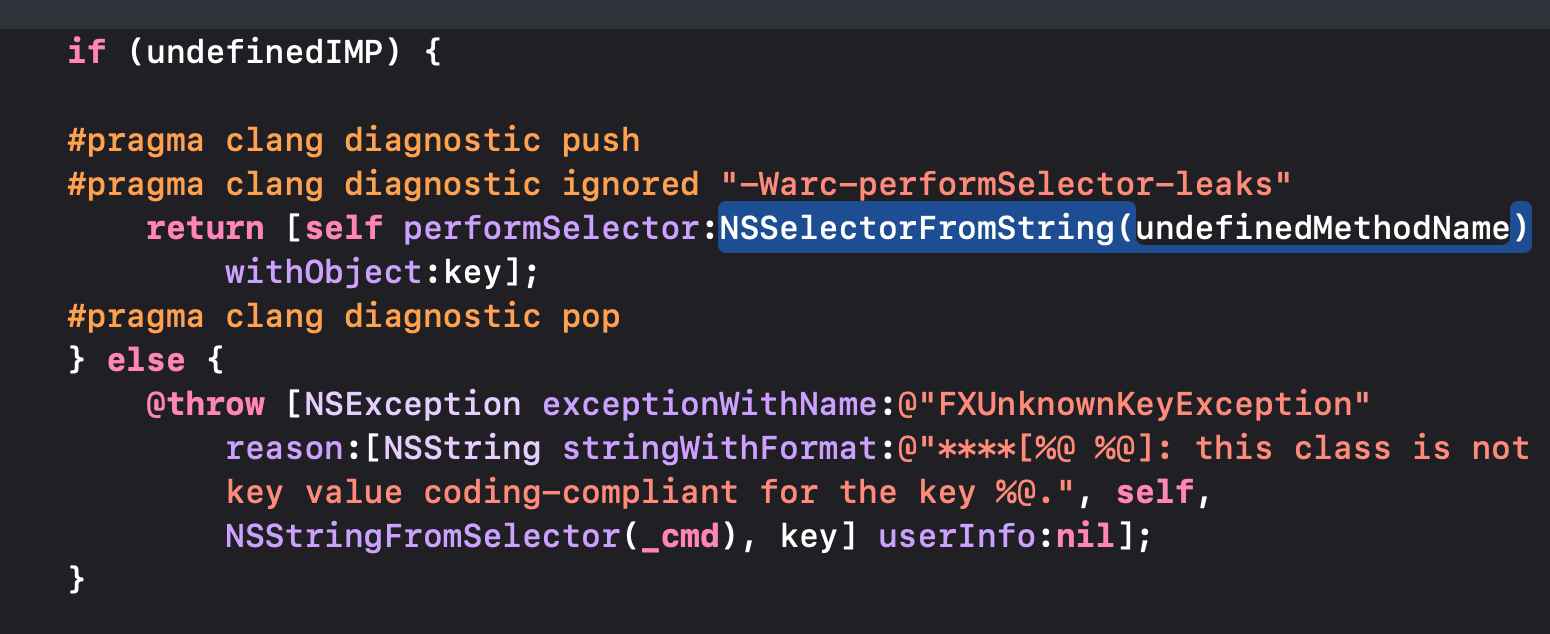 if (undefinedIMP) {
#pragma clang diagnostic push
#pragma clang diagnostic ignored "-Warc-performSelector-leaks"
return [self performSelector:NSSelectorFromString(undefinedMethodName)
withObject:key];
#pragma clang diagnostic pop
} else {
@throw [NSException exceptionWithName:@"FXUnknownKeyException"
reason:[NSString stringWithFormat:@"****[%@ %@]: this class is not
key value coding-compliant for the key %@.", self,
NSStringFromSelector(_cmd), key] userInfo:nil];
}